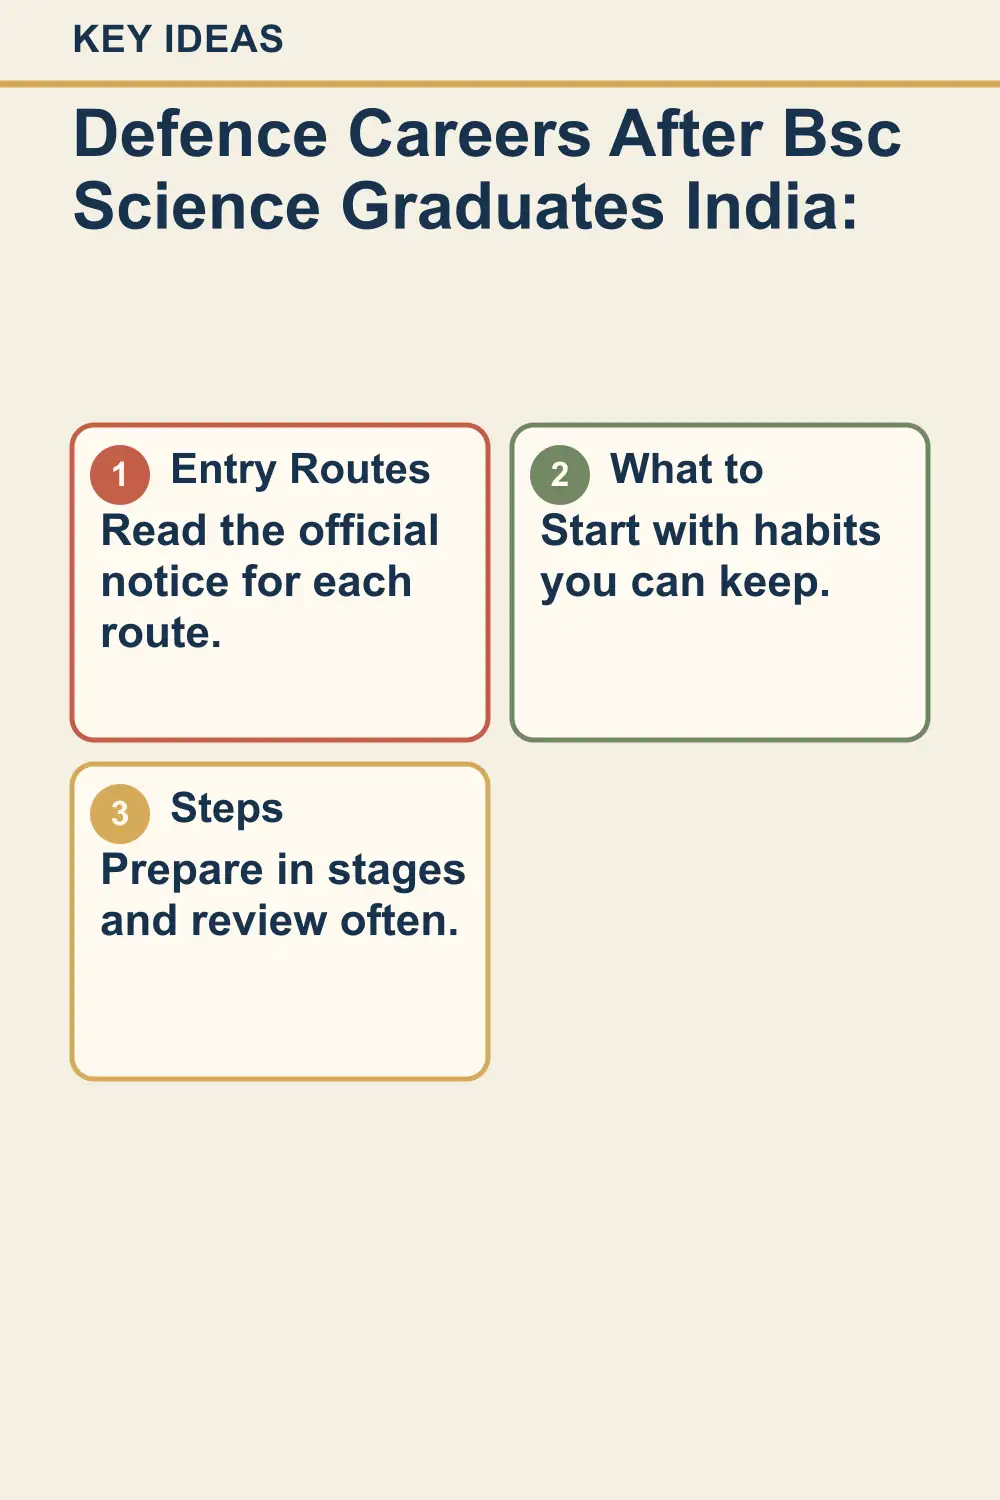 KEY IDEAS
Defence Careers After Bsc
Science Graduates India:
1 Entry Routes
Read the official
notice for each
route.
2 What to
Start with habits
you can keep.
3 Steps
Prepare in stages
and review often.